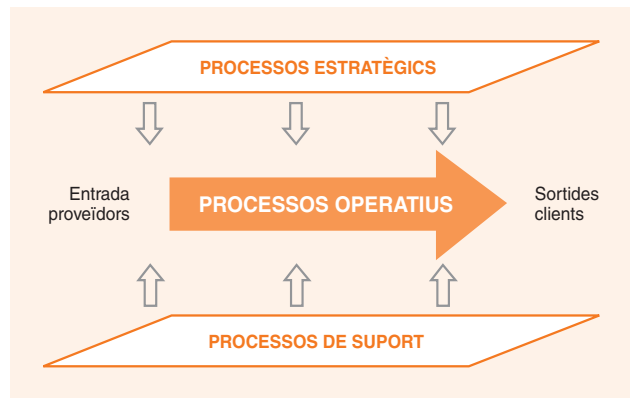 PROCESSOS ESTRATÈGICS
Entrada
proveïdors
PROCESSOS OPERATIUS
Sortides
clients
PROCESSOS DE SUPORT